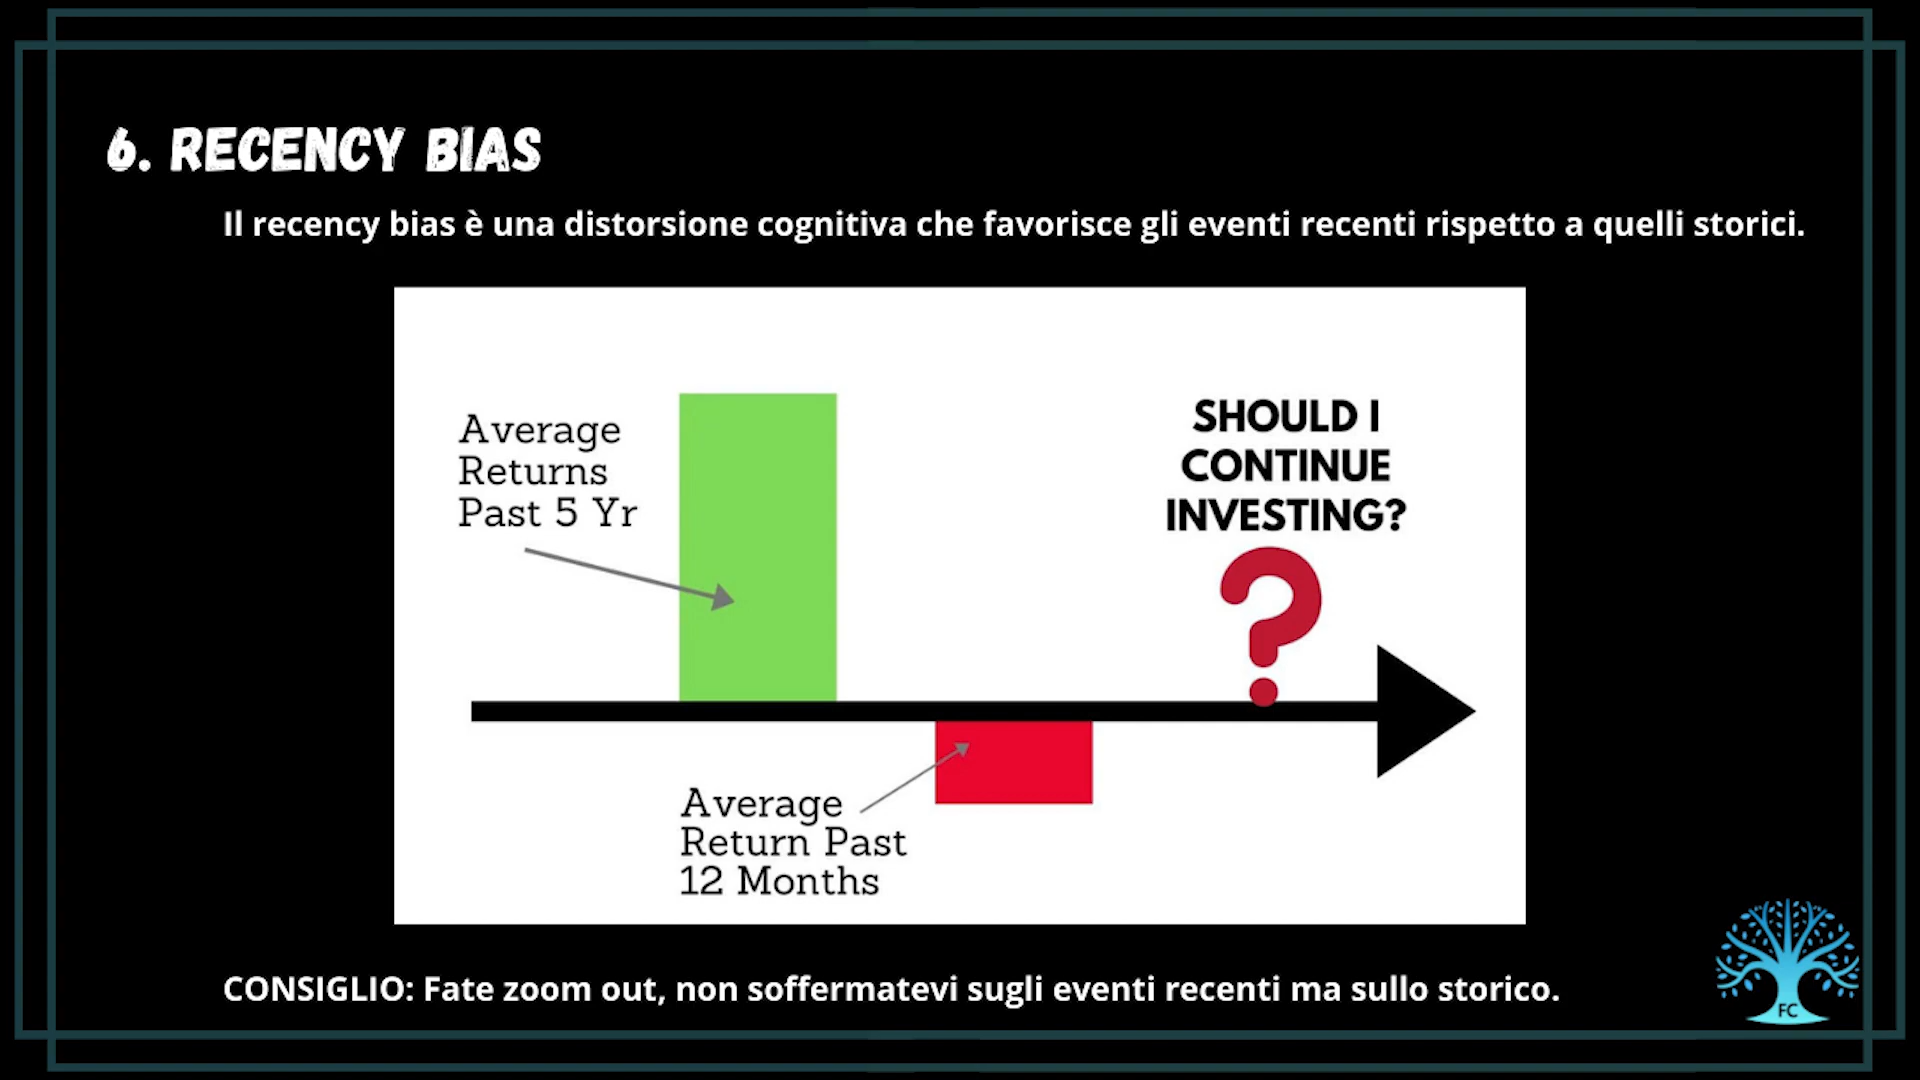 6. RECENCY BIAS
Il recency bias è una distorsione cognitiva che favorisce gli eventi recenti rispetto a quelli storici.
Average
Returns
Past 5 Yr
SHOULD I
CONTINUE
INVESTING?
?
Average
Return Past
12 Months
CONSIGLIO: Fate zoom out, non soffermatevi sugli eventi recenti ma sullo storico.
FC